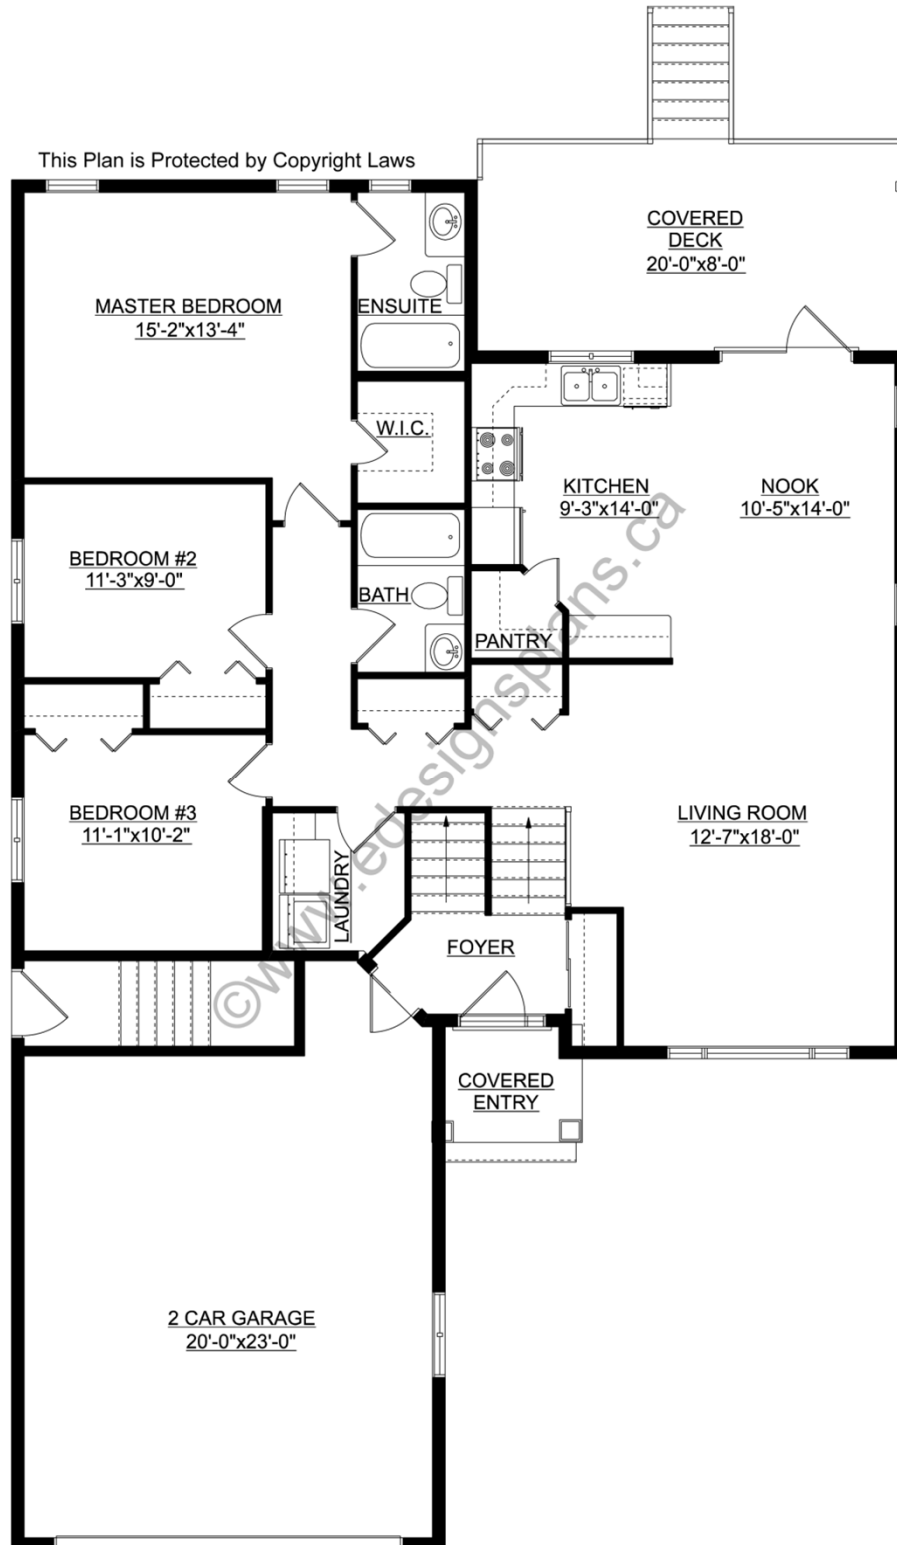 This Plan is Protected by Copyright Laws
COVERED
DECK
20'-0"x8'-0"
MASTER BEDROOM
15'-2"x13'-4"
ENSUITE
W.I.C.
KITCHEN
9'-3"x14'-0"
NOOK
10'-5"x14'-0"
BEDROOM #2
11'-3"x9'-0"
BATH
PANTRY
BEDROOM #3
11'-1"x10'-2"
LIVING ROOM
12'-7"x18'-0"
LAUNDRY
FOYER
COVERED
ENTRY
2 CAR GARAGE
20'-0"x23'-0"
©www.edesignsplans.ca